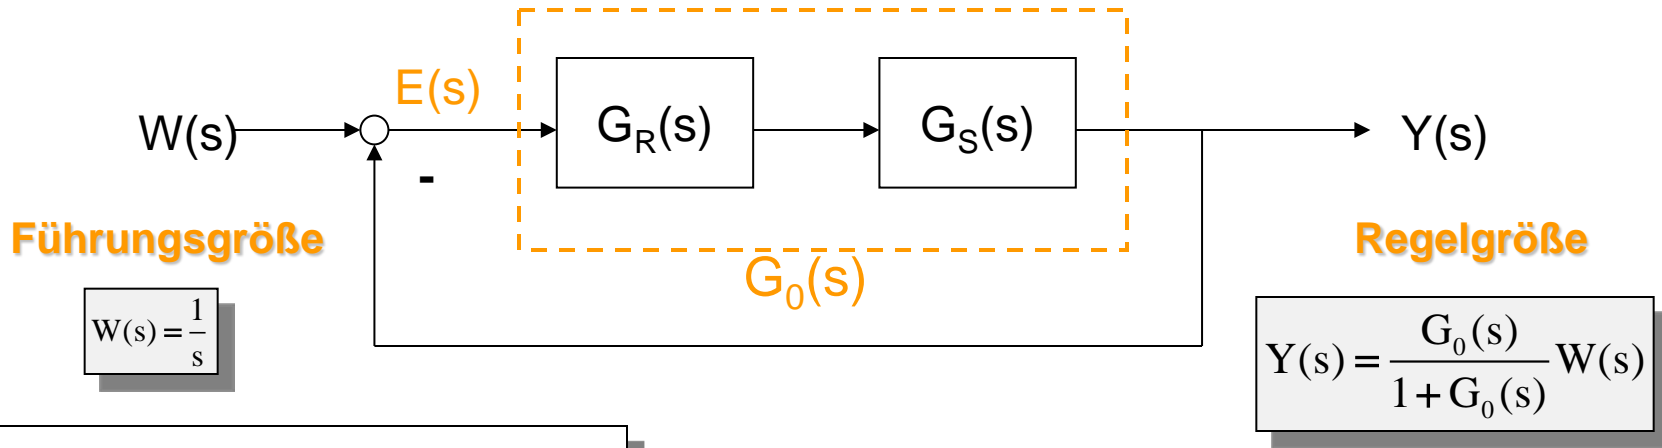 E(s)
W(s)
-
G_R(s)
G_S(s)
Y(s)
Führungsgröße
G_0(s)
Regelgröße
W(s) = 1/s
Y(s) = G_0(s) / (1 + G_0(s)) W(s)